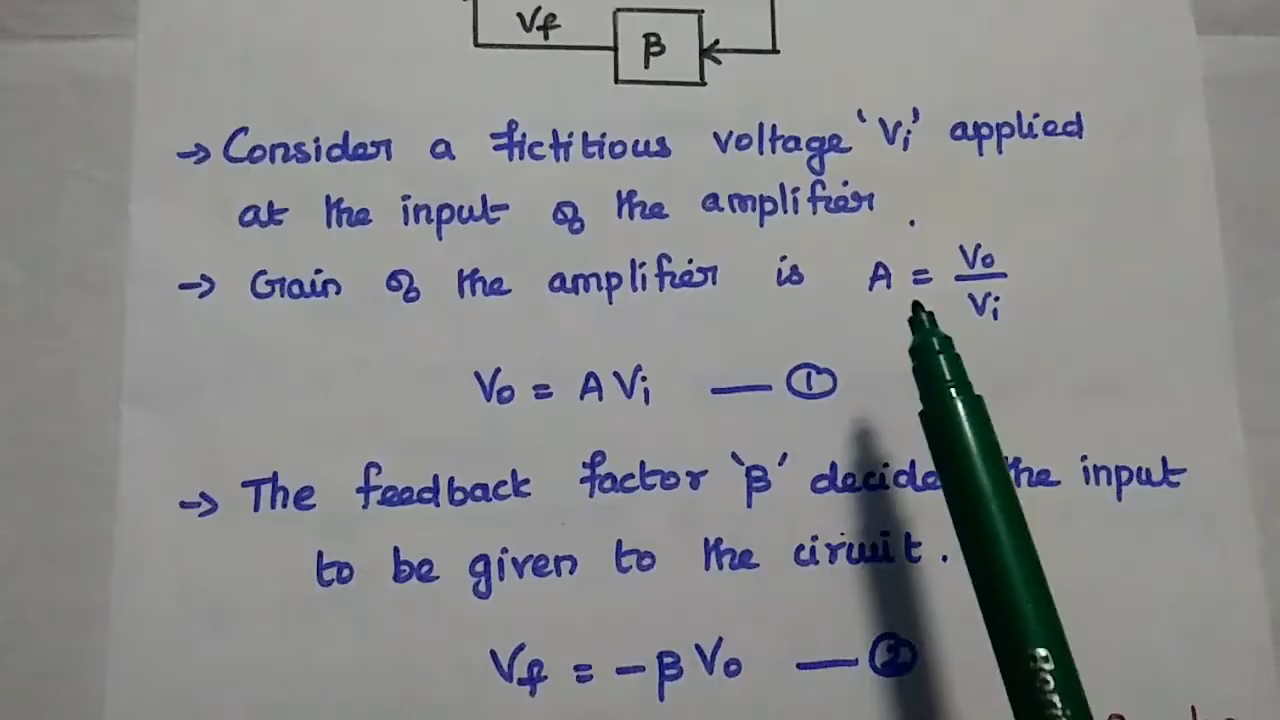 Vf
β
→ Consider a fictitious voltage 'Vi' applied
at the input of the amplifier.
→ Gain of the amplifier is A = Vo/Vi
Vo = A Vi — ①
→ The feedback factor 'β' decide the input
to be given to the circuit.
Vf = -β Vo — ②